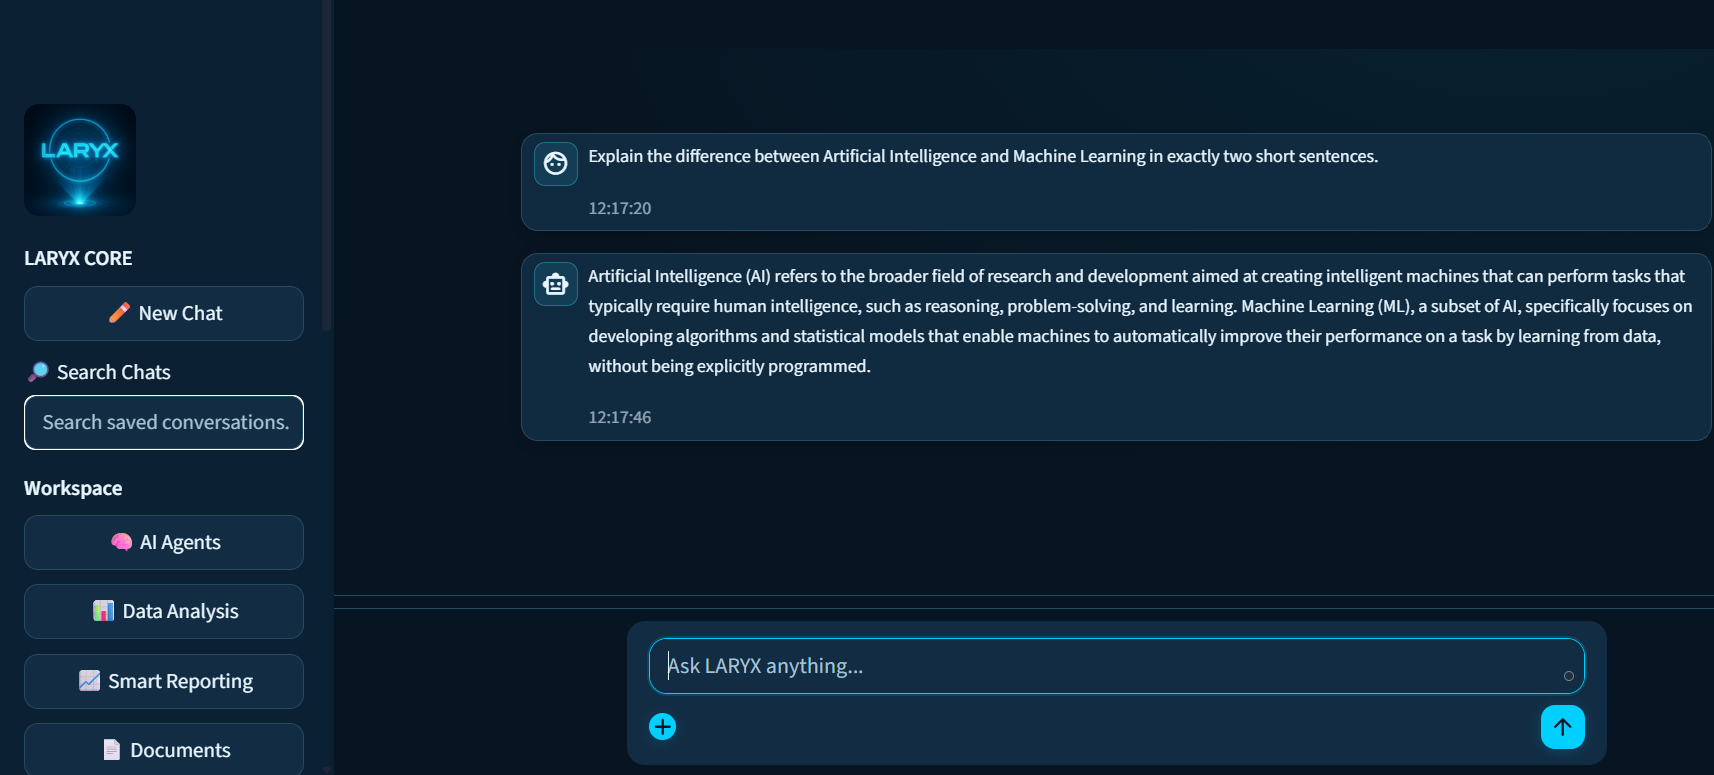 LARYX
LARYX CORE
New Chat
Search Chats
Search saved conversations.
Workspace
AI Agents
Data Analysis
Smart Reporting
Documents
Explain the difference between Artificial Intelligence and Machine Learning in exactly two short sentences.
12:17:20
Artificial Intelligence (AI) refers to the broader field of research and development aimed at creating intelligent machines that can perform tasks that
typically require human intelligence, such as reasoning, problem-solving, and learning. Machine Learning (ML), a subset of AI, specifically focuses on
developing algorithms and statistical models that enable machines to automatically improve their performance on a task by learning from data,
without being explicitly programmed.
12:17:46
Ask LARYX anything...